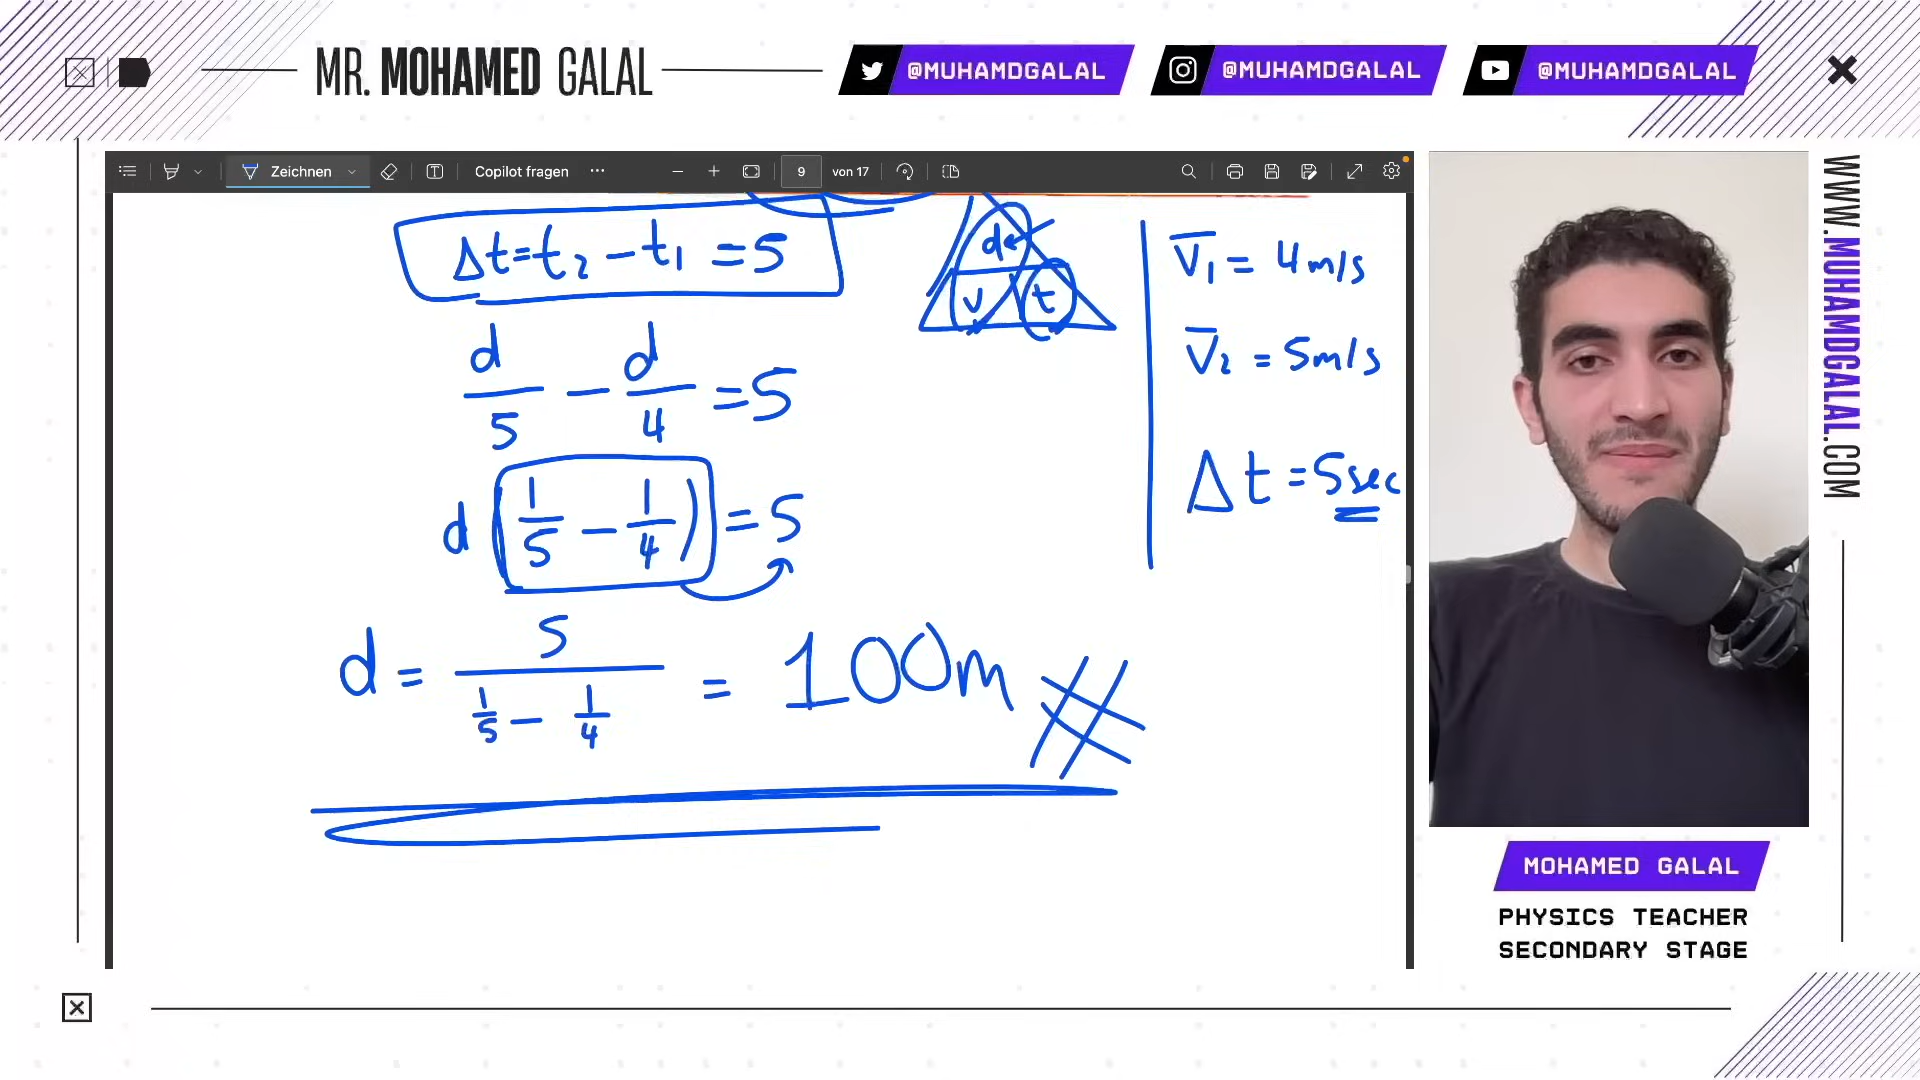 MR. MOHAMED GALAL
@MUHAMDGALAL
@MUHAMDGALAL
@MUHAMDGALAL
Zeichnen
Copilot fragen
9
von 17
Δt=t₂-t₁=5
d
v
t
d/5 - d/4 = 5
d(1/5 - 1/4) = 5
d = 5/(1/5 - 1/4) = 100m #
V̄₁ = 4m/s
V̄₂ = 5m/s
Δt = 5sec
WWW.MUHAMDGALAL.COM
MOHAMED GALAL
PHYSICS TEACHER
SECONDARY STAGE